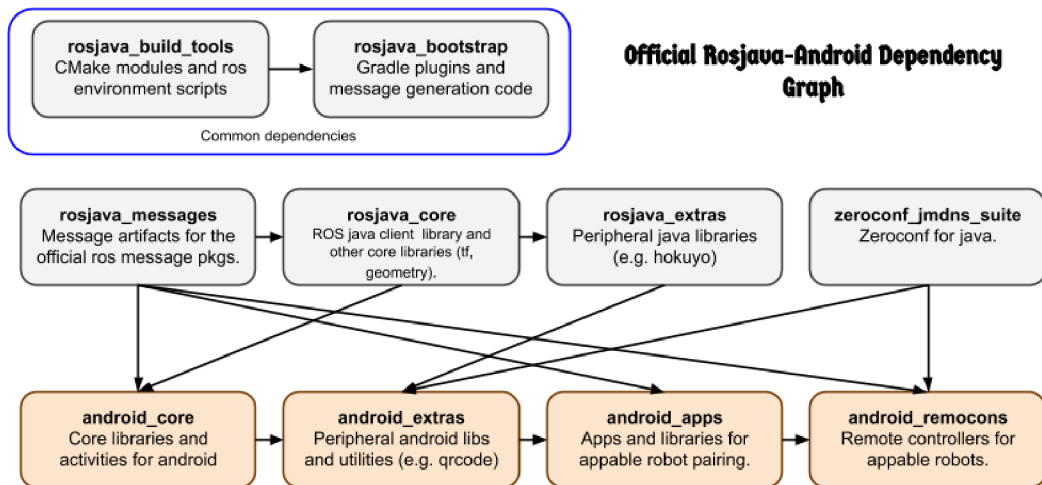 rosjava_build_tools
CMake modules and ros
environment scripts
rosjava_bootstrap
Gradle plugins and
message generation code
Common dependencies
Official Rosjava-Android Dependency
Graph
rosjava_messages
Message artifacts for the
official ros message pkgs.
rosjava_core
ROS java client library and
other core libraries (tf,
geometry).
rosjava_extras
Peripheral java libraries
(e.g. hokuyo)
zeroconf_jmdns_suite
Zeroconf for java.
android_core
Core libraries and
activities for android
android_extras
Peripheral android libs
and utilities (e.g. qrcode)
android_apps
Apps and libraries for
appable robot pairing.
android_remocons
Remote controllers for
appable robots.